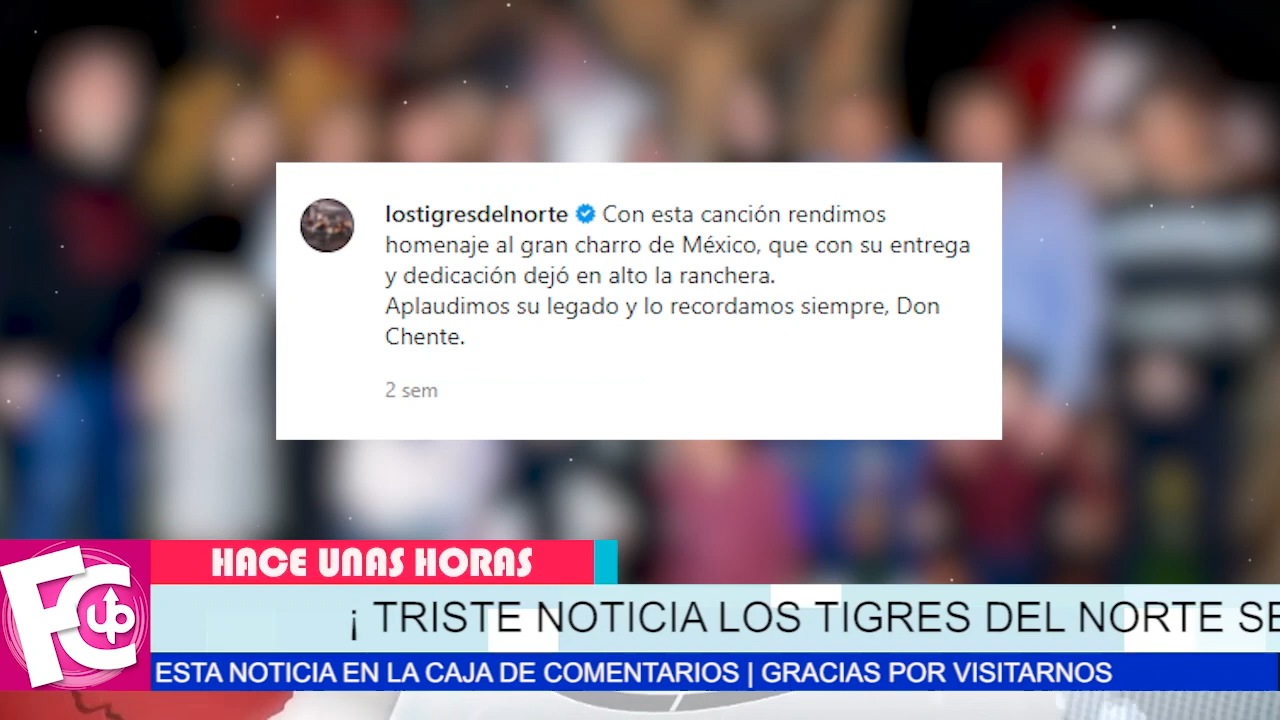 lostigresdelnorte Con esta canción rendimos
homenaje al gran charro de México, que con su entrega
y dedicación dejó en alto la ranchera.
Aplaudimos su legado y lo recordamos siempre, Don
Chente.
2 sem
HACE UNAS HORAS
FC up
¡ TRISTE NOTICIA LOS TIGRES DEL NORTE SE
ESTA NOTICIA EN LA CAJA DE COMENTARIOS | GRACIAS POR VISITARNOS